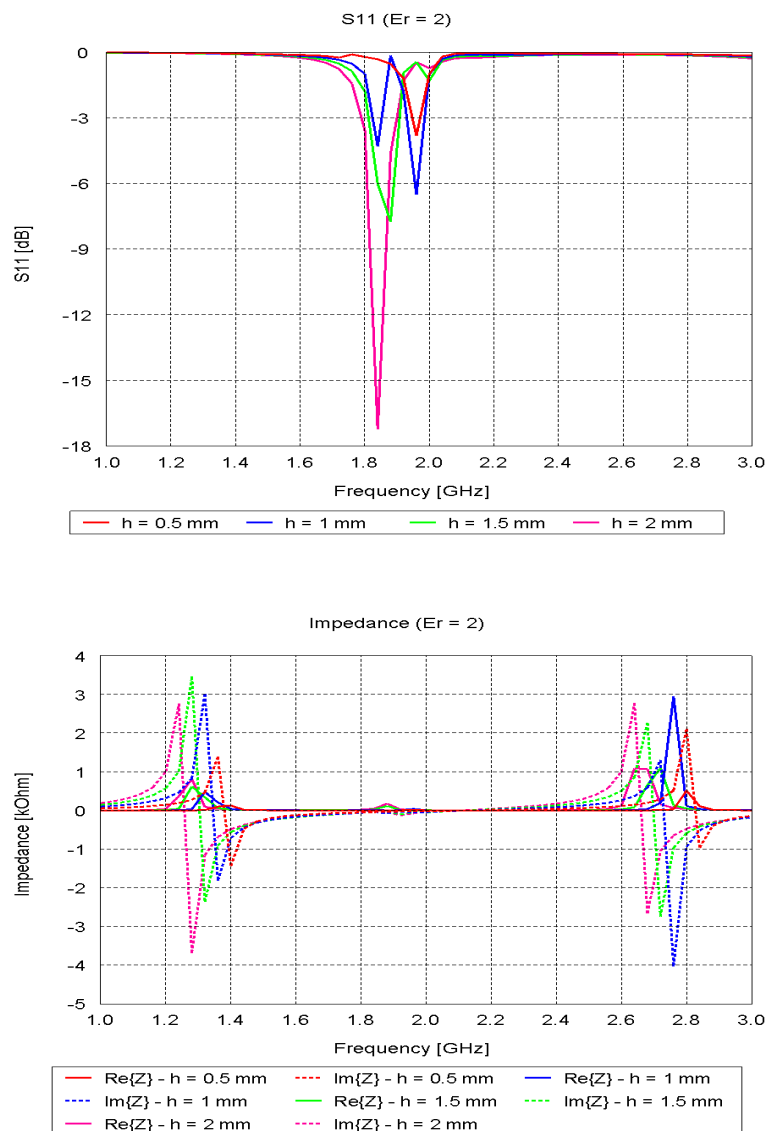 S11 (Er = 2)
0
-3
-6
-9
-12
-15
-18
S11 [dB]
1.0 1.2 1.4 1.6 1.8 2.0 2.2 2.4 2.6 2.8 3.0
Frequency [GHz]
h = 0.5 mm h = 1 mm h = 1.5 mm h = 2 mm
Impedance (Er = 2)
4
3
2
1
0
-1
-2
-3
-4
-5
Impedance [kOhm]
1.0 1.2 1.4 1.6 1.8 2.0 2.2 2.4 2.6 2.8 3.0
Frequency [GHz]
Re{Z} - h = 0.5 mm Im{Z} - h = 0.5 mm Re{Z} - h = 1 mm
Im{Z} - h = 1 mm Re{Z} - h = 1.5 mm Im{Z} - h = 1.5 mm
Re{Z} - h = 2 mm Im{Z} - h = 2 mm